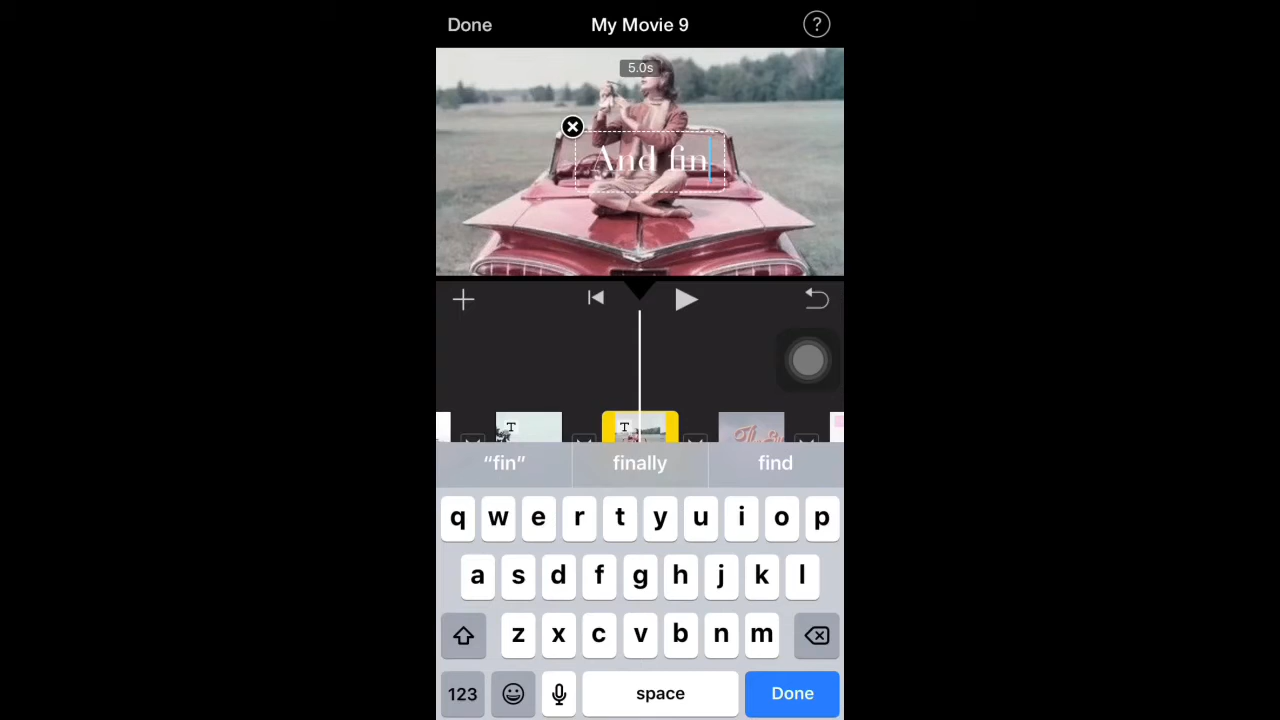 Done My Movie 9 ?
5.0s
And fin
T T
"fin" finally find
q w e r t y u i o p
a s d f g h j k l
z x c v b n m
123 space Done